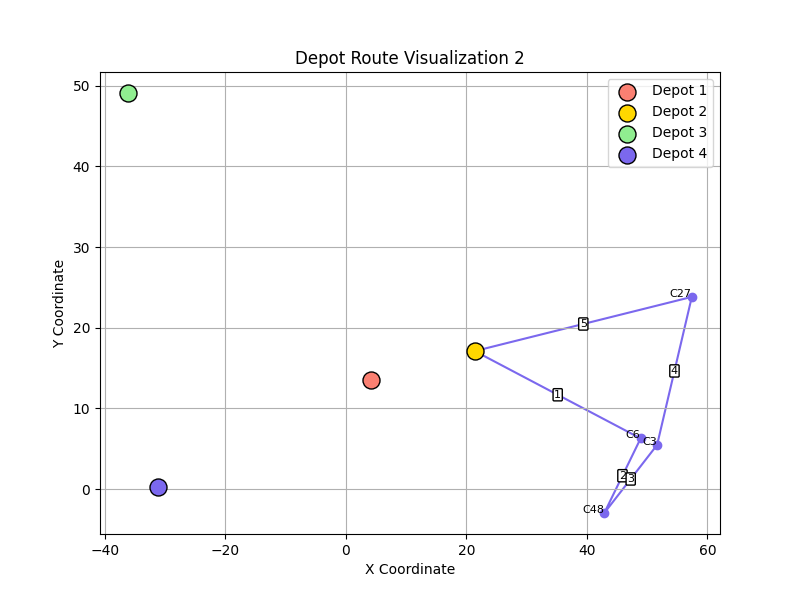 Depot Route Visualization 2
Depot 1
Depot 2
Depot 3
Depot 4
50
40
30
20
10
0
Y Coordinate
C27
5
4
1
C6
C3
2
3
C48
−40
−20
0
20
40
60
X Coordinate